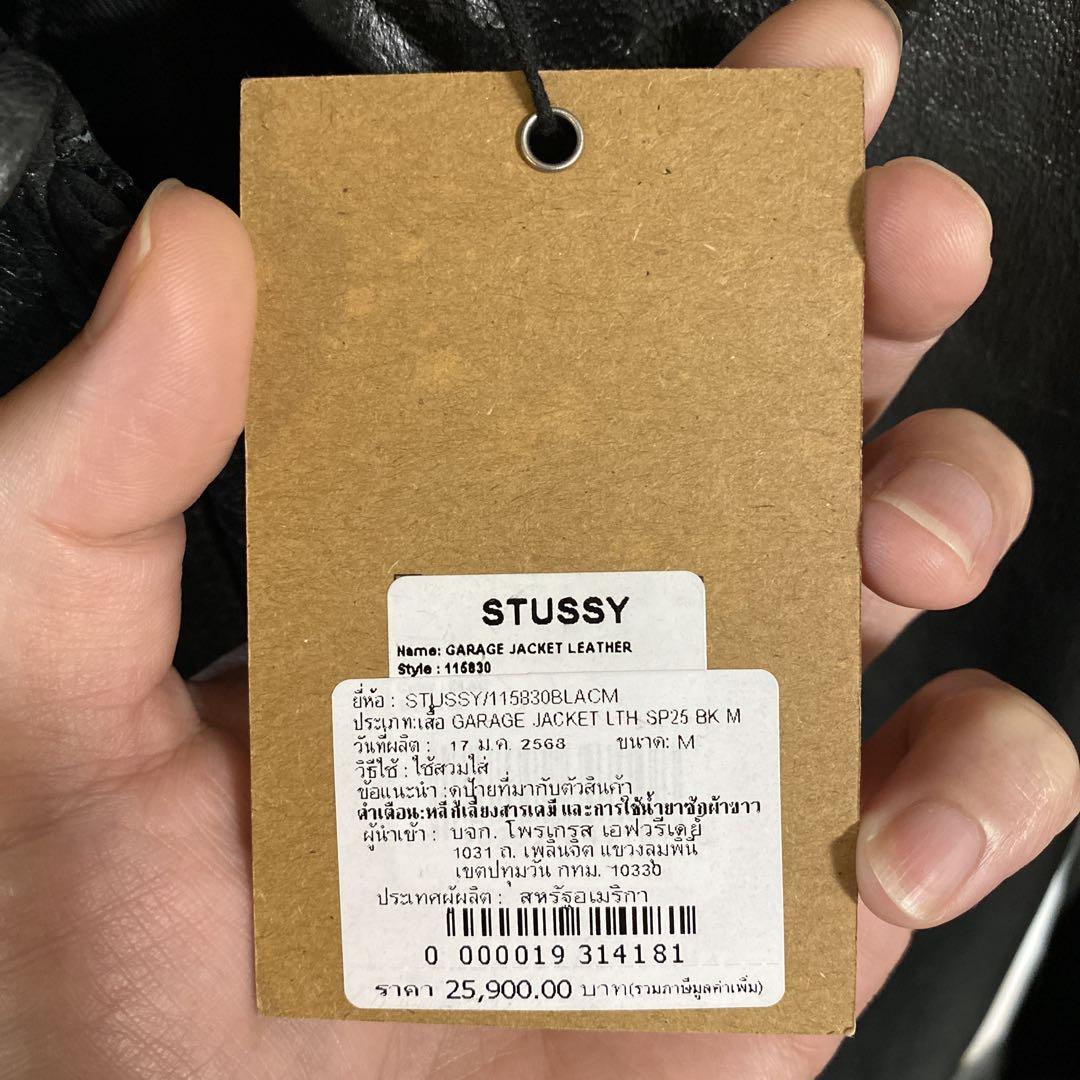 STUSSY
Name: GARAGE JACKET LEATHER
Style : 115830
ยี่ห้อ : STUSSY/115830BLACM
ประเภท:เสื้อ GARAGE JACKET LTH SP25 BK M
วันที่ผลิต : 17 ม.ค. 2568 ขนาด: M
วิธีใช้ : ใช้สวมใส่
ข้อแนะนำ :ดูป้ายที่มากับตัวสินค้า
คำเตือน:หลีกเลี่ยงสารเคมี และการใช้น้ำยาซักผ้าขาว
ผู้นำเข้า : บจก. โพรเกรส เอฟวรีเดย์
1031 ถ. เพลินจิต แขวงลุมพินี
เขตปทุมวัน กทม. 10330
ประเทศผู้ผลิต : สหรัฐอเมริกา
0 000019 314181
ราคา 25,900.00 บาท(รวมภาษีมูลค่าเพิ่ม)